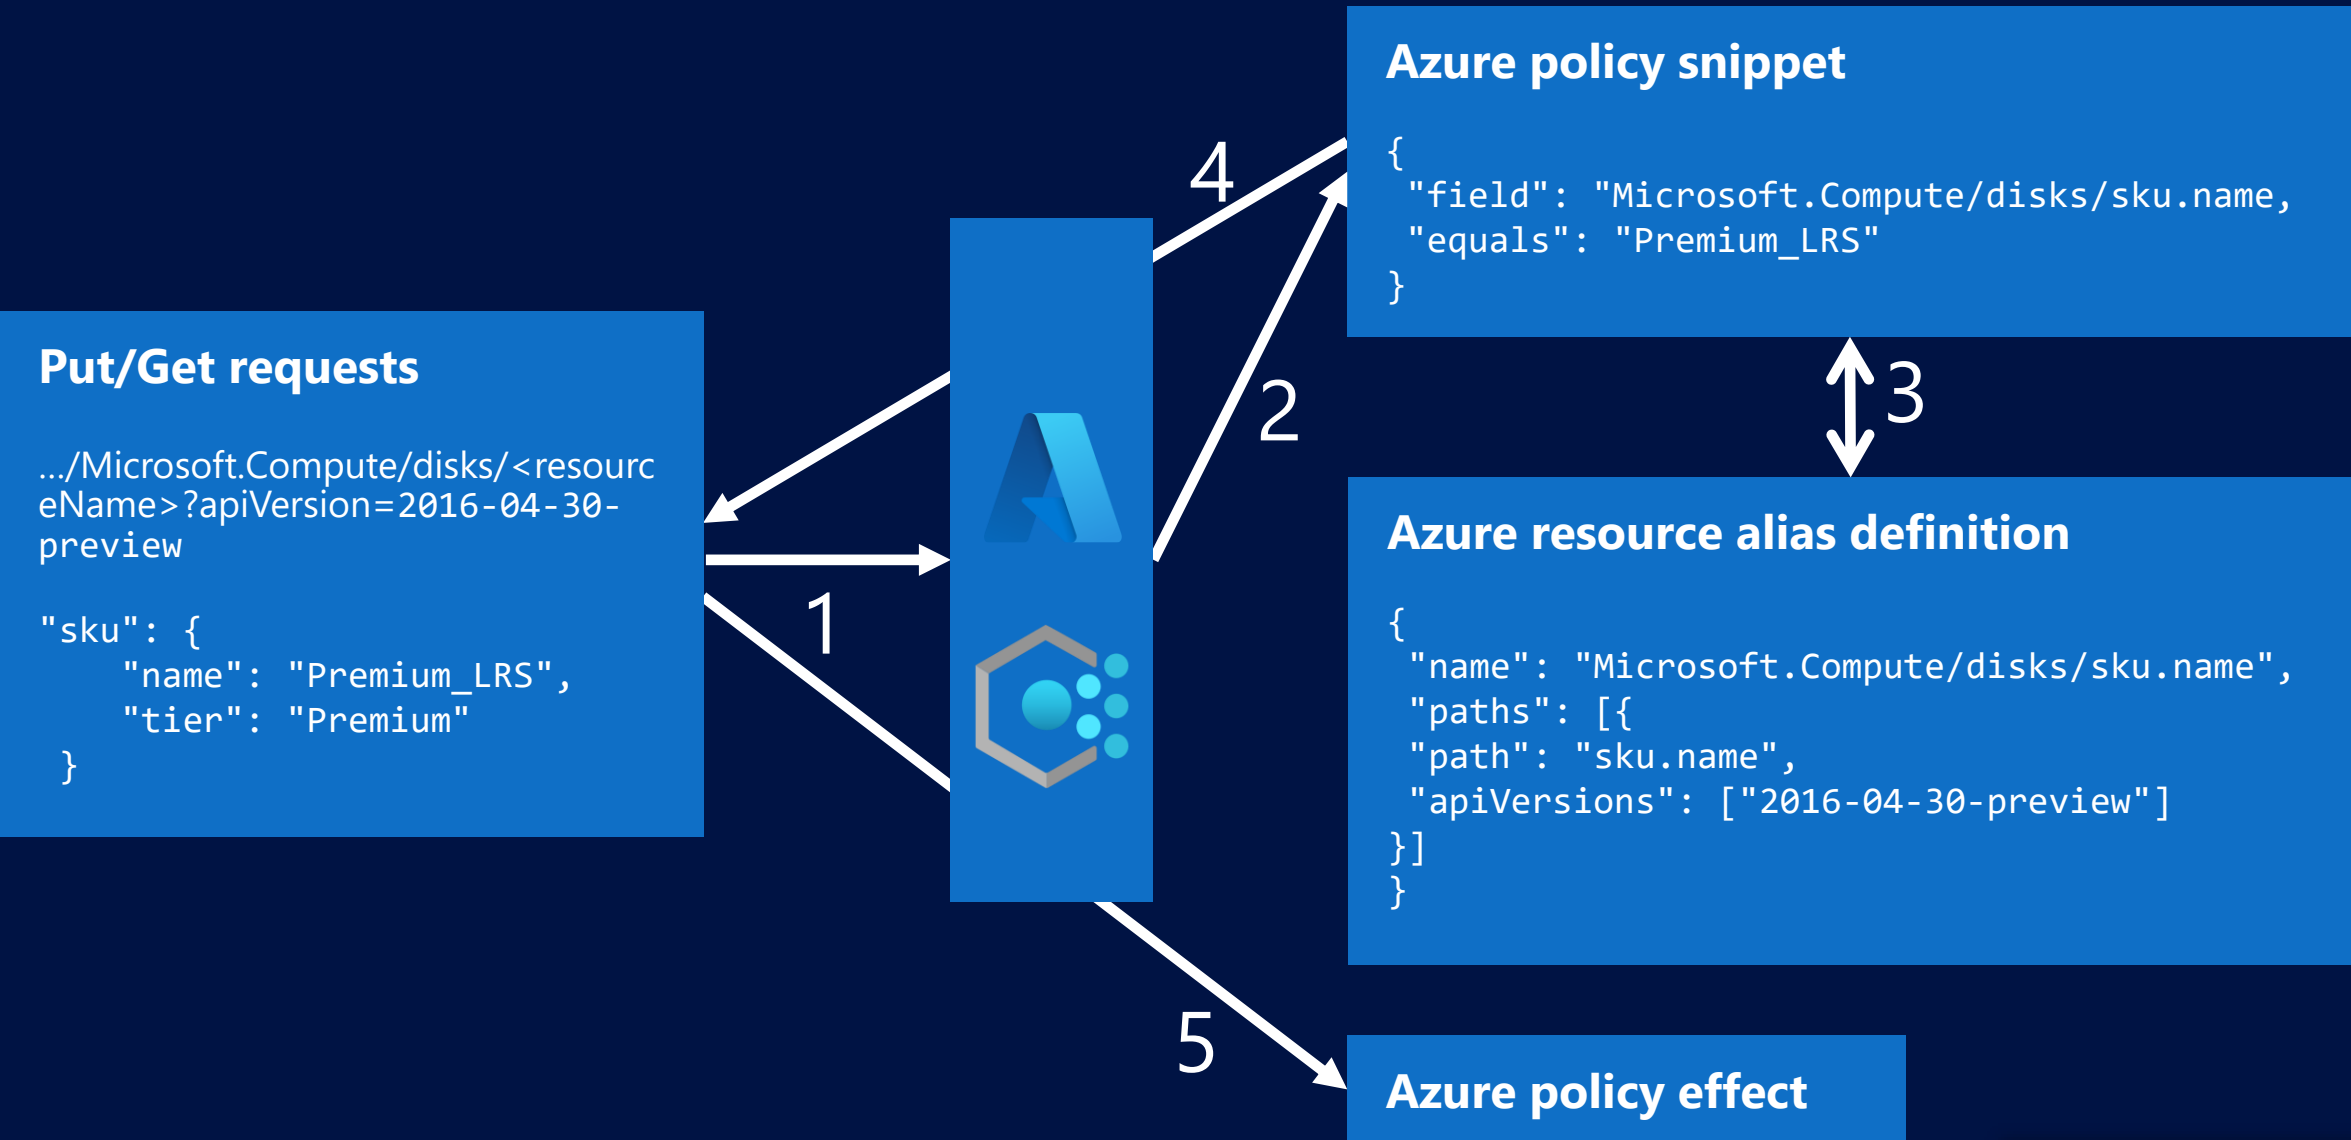 Put/Get requests
.../Microsoft.Compute/disks/<resourc
eName>?apiVersion=2016-04-30-
preview
"sku": {
"name": "Premium_LRS",
"tier": "Premium"
}
1
4
2
5
Azure policy snippet
{
"field": "Microsoft.Compute/disks/sku.name,
"equals": "Premium_LRS"
}
3
Azure resource alias definition
{
"name": "Microsoft.Compute/disks/sku.name",
"paths": [{
"path": "sku.name",
"apiVersions": ["2016-04-30-preview"]
}]
}
Azure policy effect